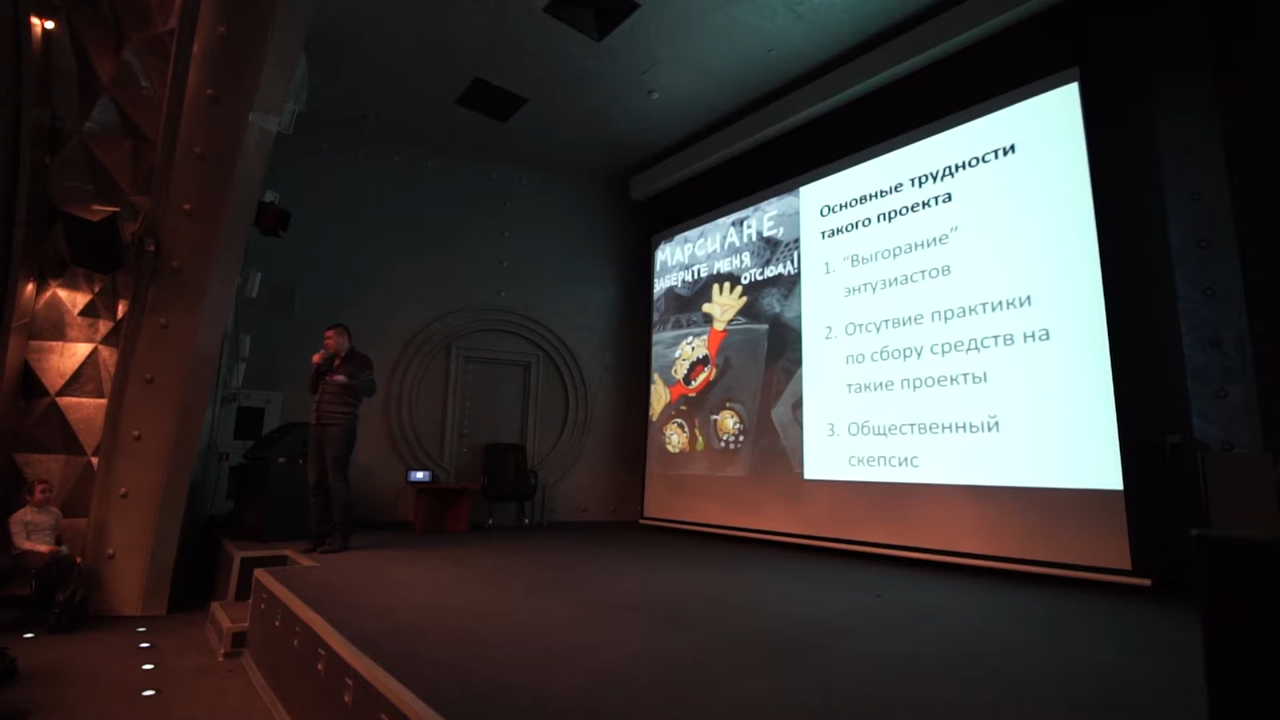 МАРСИАНЕ,
ЗАБЕРИТЕ МЕНЯ
ОТСЮДА!
Основные трудности
такого проекта
1. “Выгорание”
энтузиастов
2. Отсутвие практики
по сбору средств на
такие проекты
3. Общественный
скепсис